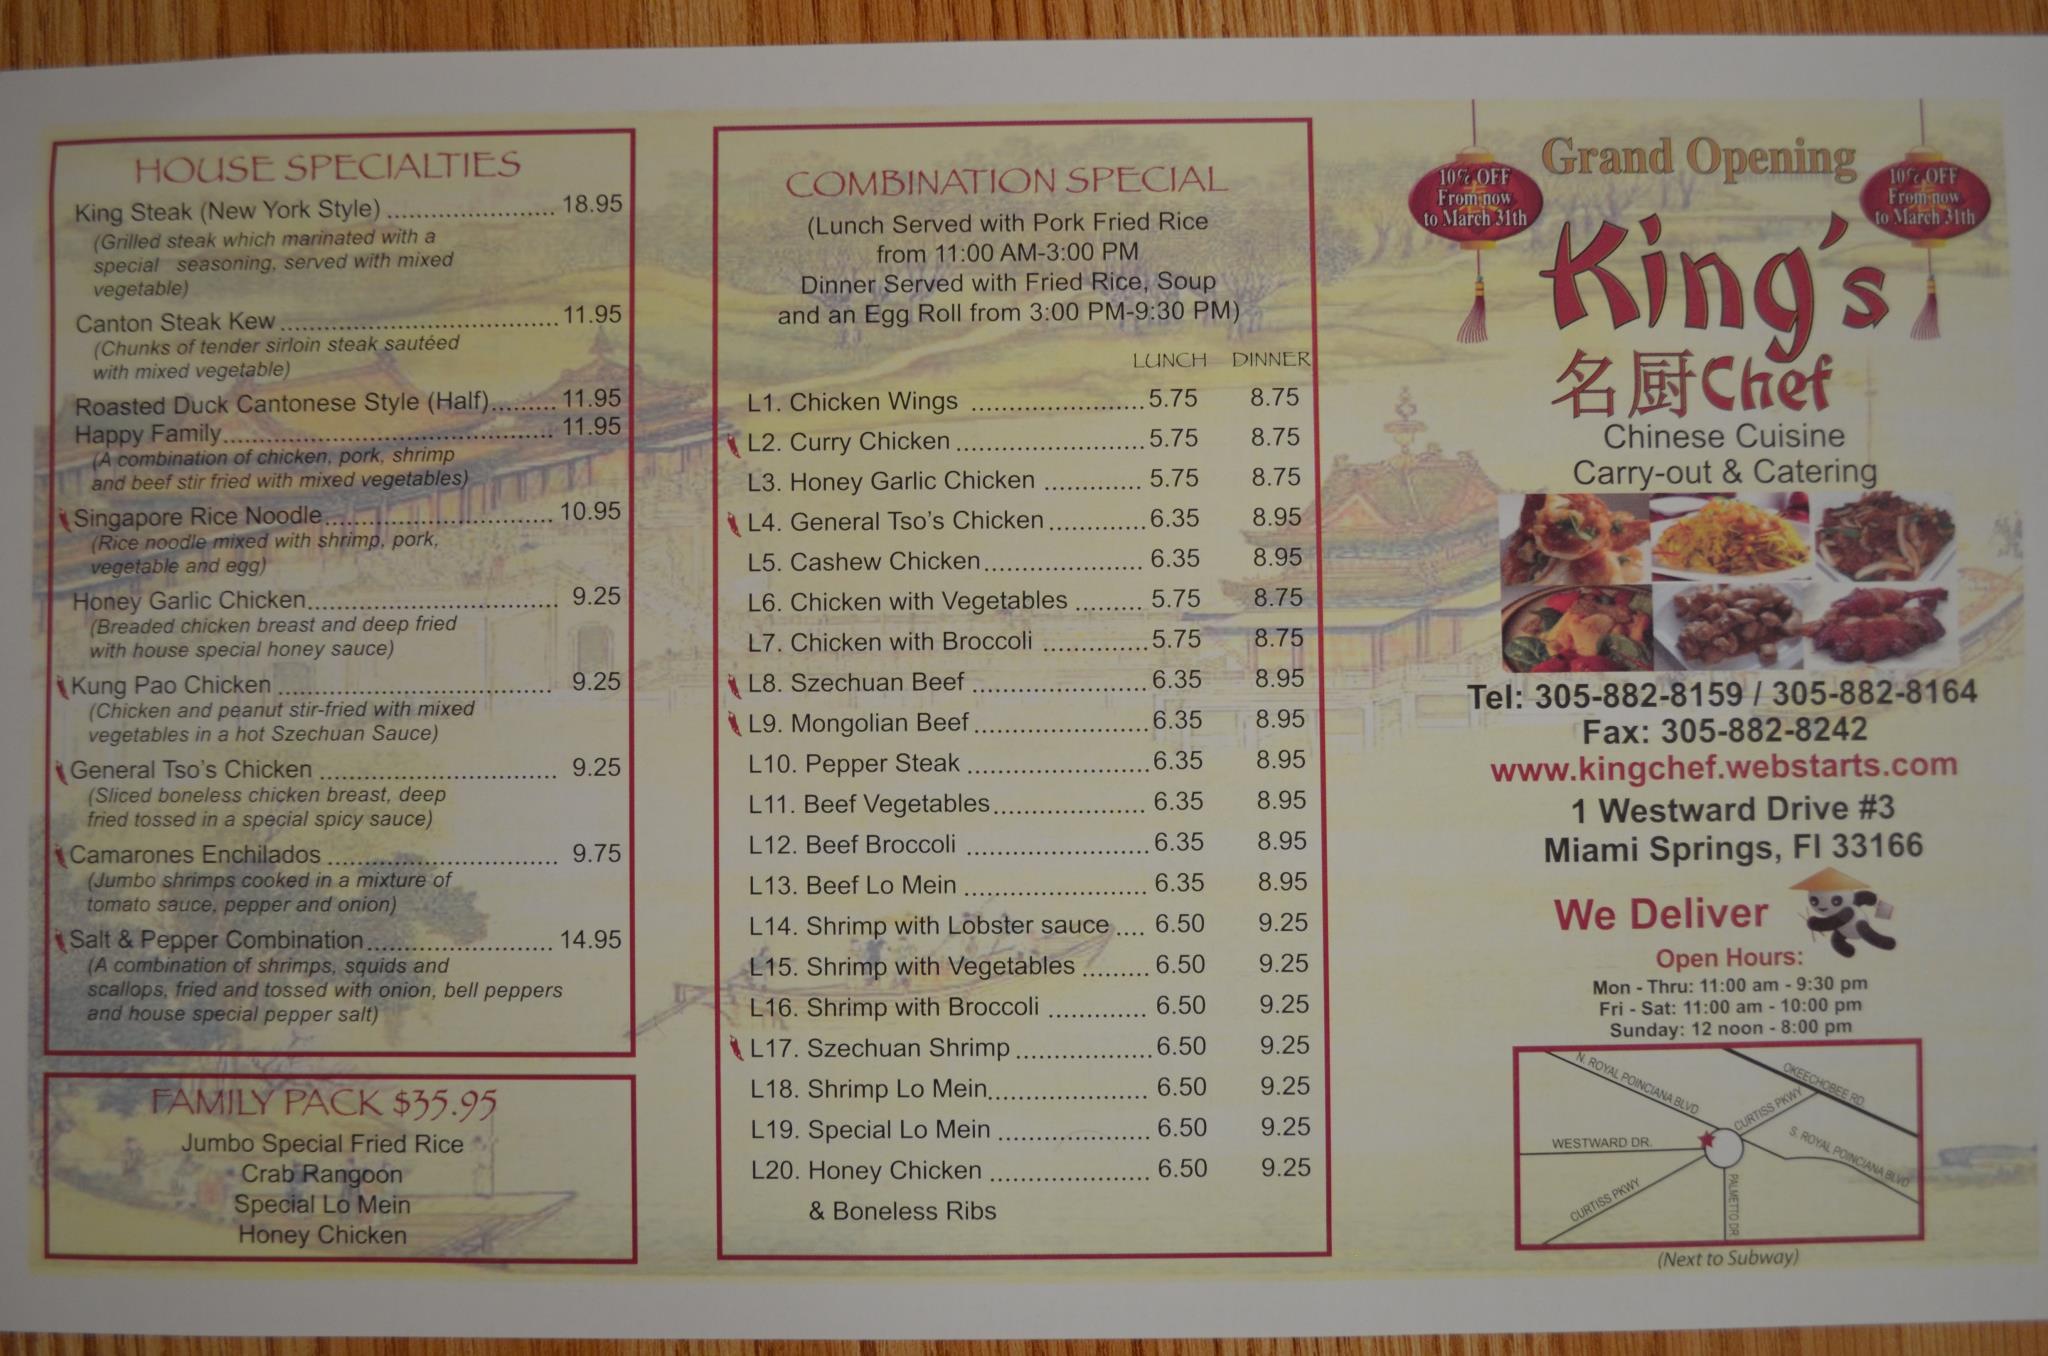 HOUSE SPECIALTIES
King Steak (New York Style) ...................... 18.95
(Grilled steak which marinated with a
special seasoning, served with mixed
vegetable)
Canton Steak Kew .................................... 11.95
(Chunks of tender sirloin steak sautéed
with mixed vegetable)
Roasted Duck Cantonese Style (Half)......... 11.95
Happy Family........................................... 11.95
(A combination of chicken, pork, shrimp
and beef stir fried with mixed vegetables)
Singapore Rice Noodle.............................. 10.95
(Rice noodle mixed with shrimp, pork,
vegetable and egg)
Honey Garlic Chicken................................. 9.25
(Breaded chicken breast and deep fried
with house special honey sauce)
Kung Pao Chicken .................................... 9.25
(Chicken and peanut stir-fried with mixed
vegetables in a hot Szechuan Sauce)
General Tso's Chicken ............................... 9.25
(Sliced boneless chicken breast, deep
fried tossed in a special spicy sauce)
Camarones Enchilados .............................. 9.75
(Jumbo shrimps cooked in a mixture of
tomato sauce, pepper and onion)
Salt & Pepper Combination........................ 14.95
(A combination of shrimps, squids and
scallops, fried and tossed with onion, bell peppers
and house special pepper salt)
FAMILY PACK $35.95
Jumbo Special Fried Rice
Crab Rangoon
Special Lo Mein
Honey Chicken
COMBINATION SPECIAL
(Lunch Served with Pork Fried Rice
from 11:00 AM-3:00 PM
Dinner Served with Fried Rice, Soup
and an Egg Roll from 3:00 PM-9:30 PM)
LUNCH DINNER
L1. Chicken Wings .......................5.75 8.75
L2. Curry Chicken .........................5.75 8.75
L3. Honey Garlic Chicken ............. 5.75 8.75
L4. General Tso's Chicken.............6.35 8.95
L5. Cashew Chicken..................... 6.35 8.95
L6. Chicken with Vegetables ......... 5.75 8.75
L7. Chicken with Broccoli ..............5.75 8.75
L8. Szechuan Beef .......................6.35 8.95
L9. Mongolian Beef.......................6.35 8.95
L10. Pepper Steak ........................6.35 8.95
L11. Beef Vegetables.................... 6.35 8.95
L12. Beef Broccoli ........................6.35 8.95
L13. Beef Lo Mein ........................ 6.35 8.95
L14. Shrimp with Lobster sauce .... 6.50 9.25
L15. Shrimp with Vegetables ......... 6.50 9.25
L16. Shrimp with Broccoli ............. 6.50 9.25
L17. Szechuan Shrimp..................6.50 9.25
L18. Shrimp Lo Mein..................... 6.50 9.25
L19. Special Lo Mein .................... 6.50 9.25
L20. Honey Chicken ..................... 6.50 9.25
& Boneless Ribs
Grand Opening
10% OFF
From now
to March 31th
10% OFF
From now
to March 31th
King's
名厨Chef
Chinese Cuisine
Carry-out & Catering
Tel: 305-882-8159 / 305-882-8164
Fax: 305-882-8242
www.kingchef.webstarts.com
1 Westward Drive #3
Miami Springs, Fl 33166
We Deliver
Open Hours:
Mon - Thru: 11:00 am - 9:30 pm
Fri - Sat: 11:00 am - 10:00 pm
Sunday: 12 noon - 8:00 pm
N. ROYAL POINCIANA BLVD
OKEECHOBEE RD
CURTISS PKWY
WESTWARD DR.
S. ROYAL POINCIANA BLVD
CURTISS PKWY
PALMETTO DR
(Next to Subway)